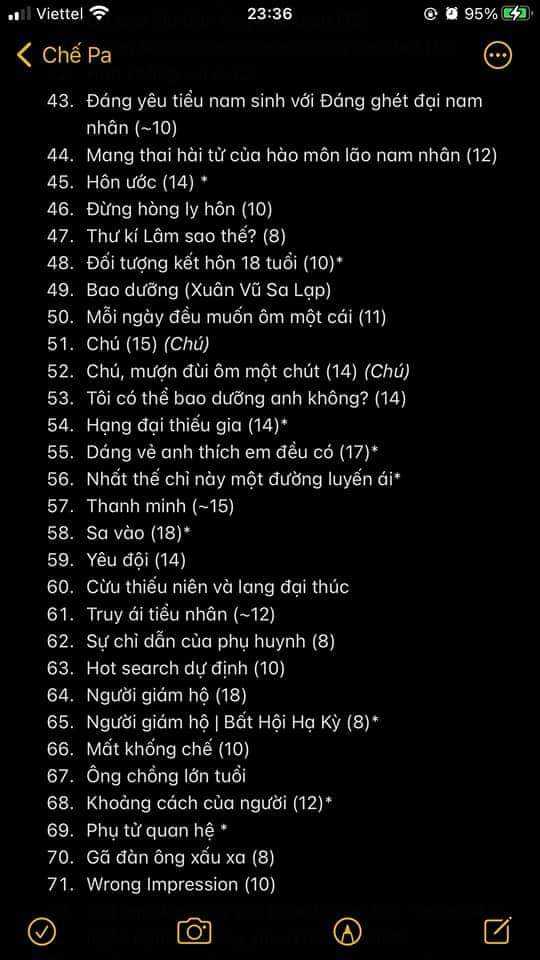 Viettel 23:36 95%
Chế Pa
43. Đáng yêu tiểu nam sinh với Đáng ghét đại nam
nhân (~10)
44. Mang thai hài tử của hào môn lão nam nhân (12)
45. Hôn ước (14) *
46. Đừng hòng ly hôn (10)
47. Thư kí Lâm sao thế? (8)
48. Đối tượng kết hôn 18 tuổi (10)*
49. Bao dưỡng (Xuân Vũ Sa Lạp)
50. Mỗi ngày đều muốn ôm một cái (11)
51. Chú (15) (Chú)
52. Chú, mượn đùi ôm một chút (14) (Chú)
53. Tôi có thể bao dưỡng anh không? (14)
54. Hạng đại thiếu gia (14)*
55. Dáng vẻ anh thích em đều có (17)*
56. Nhất thế chỉ này một đường luyến ái*
57. Thanh minh (~15)
58. Sa vào (18)*
59. Yêu đội (14)
60. Cừu thiếu niên và lang đại thúc
61. Truy ái tiểu nhân (~12)
62. Sự chỉ dẫn của phụ huynh (8)
63. Hot search dự định (10)
64. Người giám hộ (18)
65. Người giám hộ | Bất Hội Hạ Kỳ (8)*
66. Mất khống chế (10)
67. Ông chồng lớn tuổi
68. Khoảng cách của người (12)*
69. Phụ tử quan hệ *
70. Gã đàn ông xấu xa (8)
71. Wrong Impression (10)